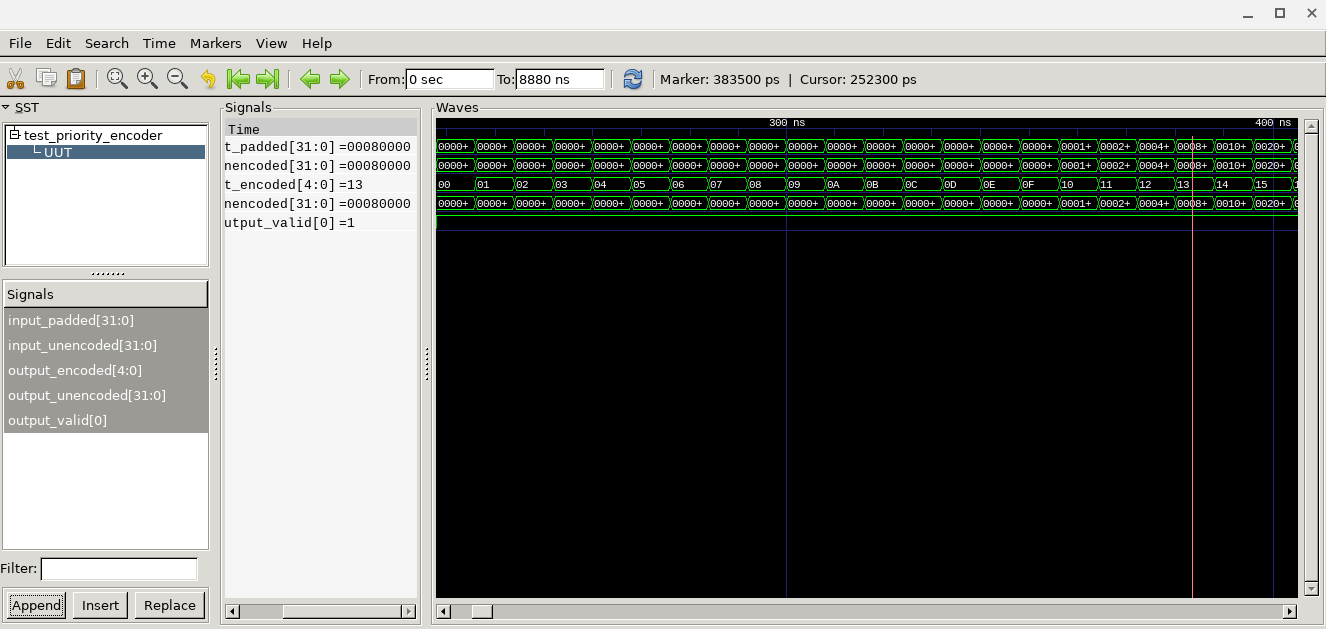 File Edit Search Time Markers View Help
From: 0 sec To: 8880 ns Marker: 383500 ps | Cursor: 252300 ps
SST
test_priority_encoder
UUT
Signals
input_padded[31:0]
input_unencoded[31:0]
output_encoded[4:0]
output_unencoded[31:0]
output_valid[0]
Filter:
Append Insert Replace
Signals
Time
t_padded[31:0] =00080000
nencoded[31:0] =00080000
t_encoded[4:0] =13
nencoded[31:0] =00080000
utput_valid[0] =1
Waves
300 ns 400 ns
0000+ 0000+ 0000+ 0000+ 0000+ 0000+ 0000+ 0000+ 0000+ 0000+ 0000+ 0000+ 0000+ 0000+ 0000+ 0000+ 0001+ 0002+ 0004+ 0008+ 0010+ 0020+
0000+ 0000+ 0000+ 0000+ 0000+ 0000+ 0000+ 0000+ 0000+ 0000+ 0000+ 0000+ 0000+ 0000+ 0000+ 0000+ 0001+ 0002+ 0004+ 0008+ 0010+ 0020+
00 01 02 03 04 05 06 07 08 09 0A 0B 0C 0D 0E 0F 10 11 12 13 14 15
0000+ 0000+ 0000+ 0000+ 0000+ 0000+ 0000+ 0000+ 0000+ 0000+ 0000+ 0000+ 0000+ 0000+ 0000+ 0000+ 0001+ 0002+ 0004+ 0008+ 0010+ 0020+